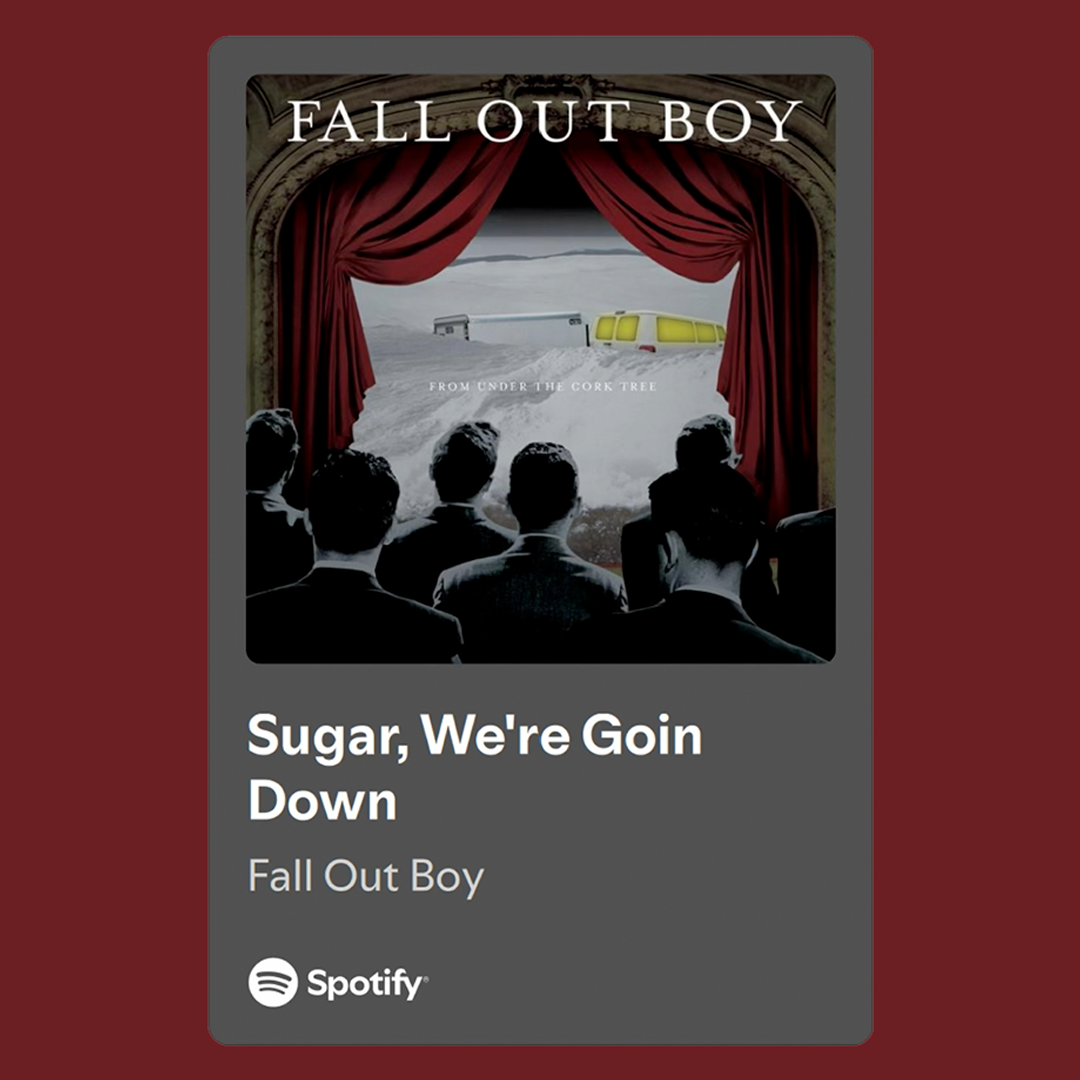 FALL OUT BOY
FROM UNDER THE CORK TREE
Sugar, We're Goin
Down
Fall Out Boy
Spotify®